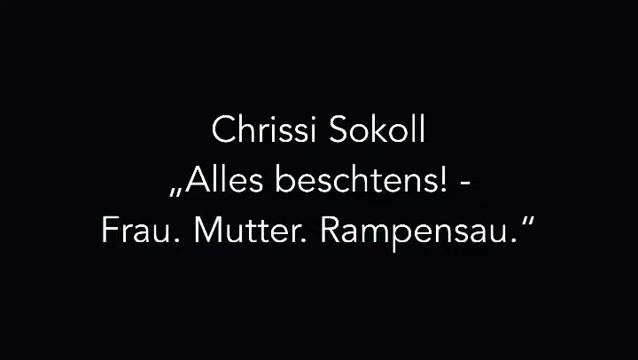 Chrissi Sokoll
„Alles beschtens! -
Frau. Mutter. Rampensau.“